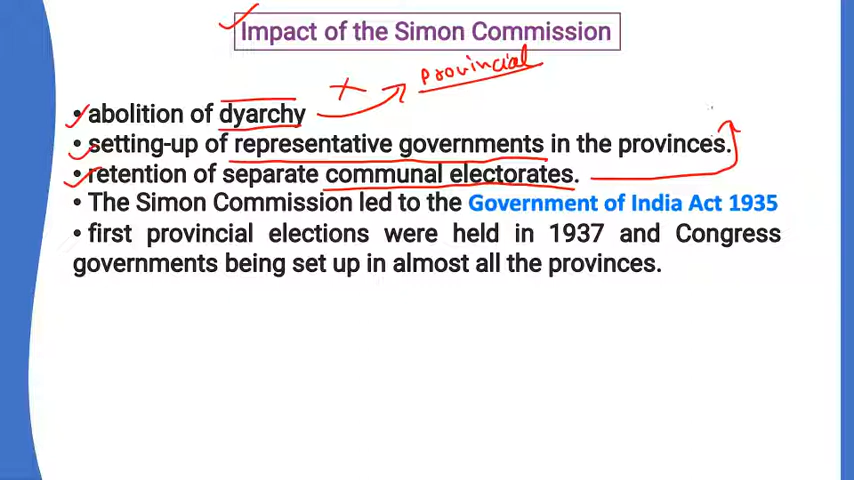 Impact of the Simon Commission
provincial
• abolition of dyarchy
• setting-up of representative governments in the provinces.
• retention of separate communal electorates.
• The Simon Commission led to the Government of India Act 1935
• first provincial elections were held in 1937 and Congress
governments being set up in almost all the provinces.